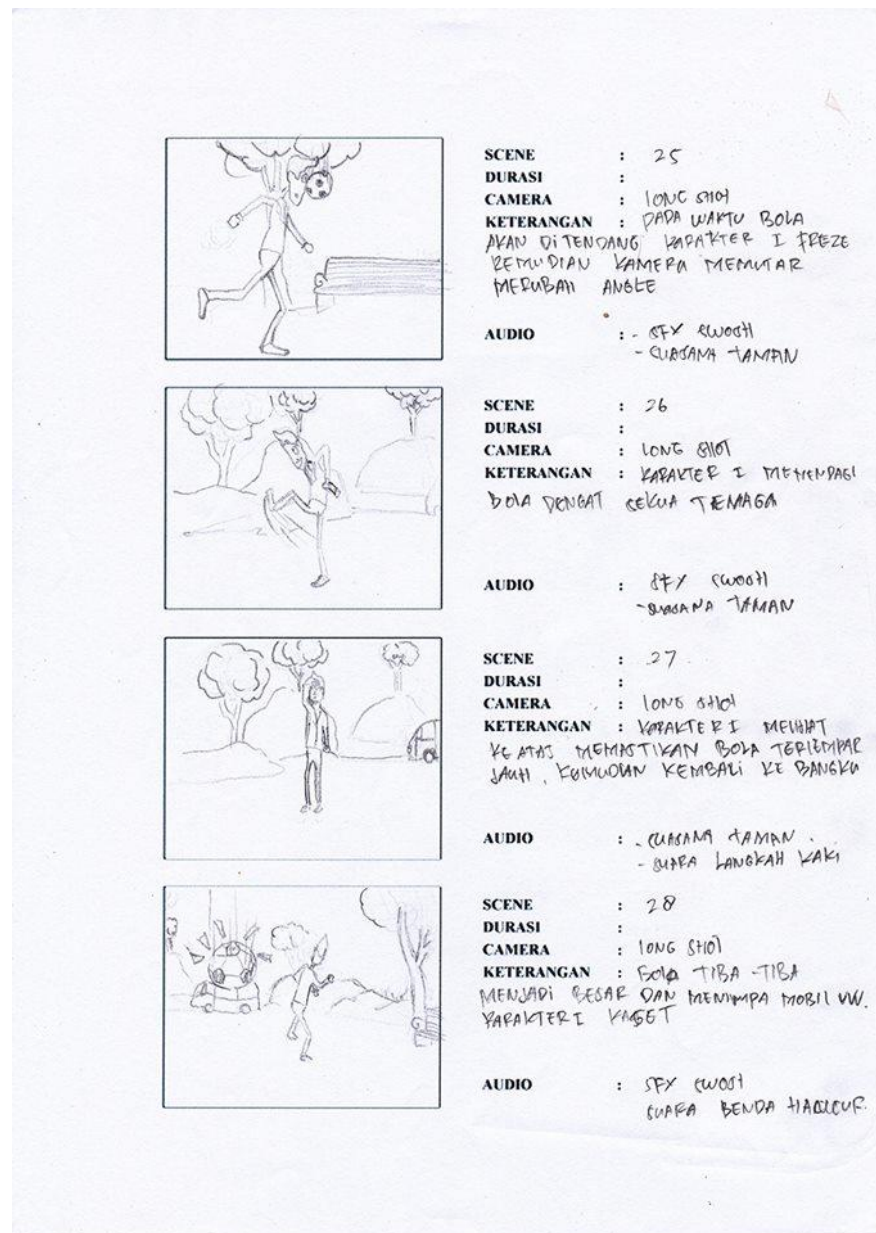 SCENE : 25
DURASI :
CAMERA : LONG SHOT
KETERANGAN : PADA WAKTU BOLA
AKAN DITENDANG KARAKTER I FREZE
KEMUDIAN KAMERA MEMUTAR
MERUBAH ANGLE
AUDIO : - SFX SWOSH
- SUASANA TAMAN
SCENE : 26
DURASI :
CAMERA : LONG SHOT
KETERANGAN : KARAKTER I MENENDAGI
BOLA DENGAT SEKUA TENAGA
AUDIO : SFX SWOOSH
- SUASANA TAMAN
SCENE : 27
DURASI :
CAMERA : LONG SHOT
KETERANGAN : KARAKTER I MELIHAT
KE ATAS MEMASTIKAN BOLA TERLEMPAR
JAUH, KEMUDIAN KEMBALI KE BANGKU
AUDIO : - SUASANA TAMAN.
- SUARA LANGKAH KAKI
SCENE : 28
DURASI :
CAMERA : LONG SHOT
KETERANGAN : BOLA TIBA-TIBA
MENJADI BESAR DAN MENIMPA MOBIL VW.
KARAKTER I KAGET
AUDIO : SFX SWOSH
SUARA BENDA HANCUR.